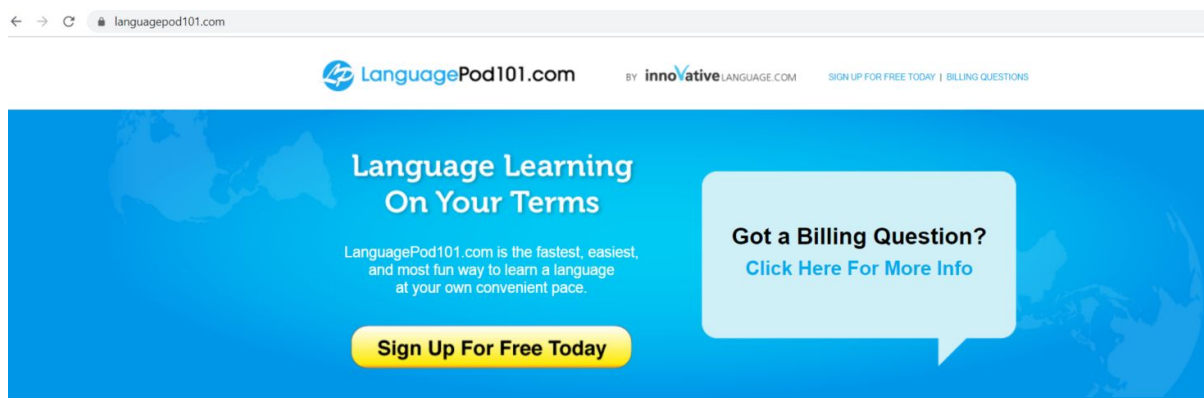 languagepod101.com
LP LanguagePod101.com BY innoVative LANGUAGE.COM SIGN UP FOR FREE TODAY | BILLING QUESTIONS
Language Learning
On Your Terms
LanguagePod101.com is the fastest, easiest,
and most fun way to learn a language
at your own convenient pace.
Sign Up For Free Today
Got a Billing Question?
Click Here For More Info